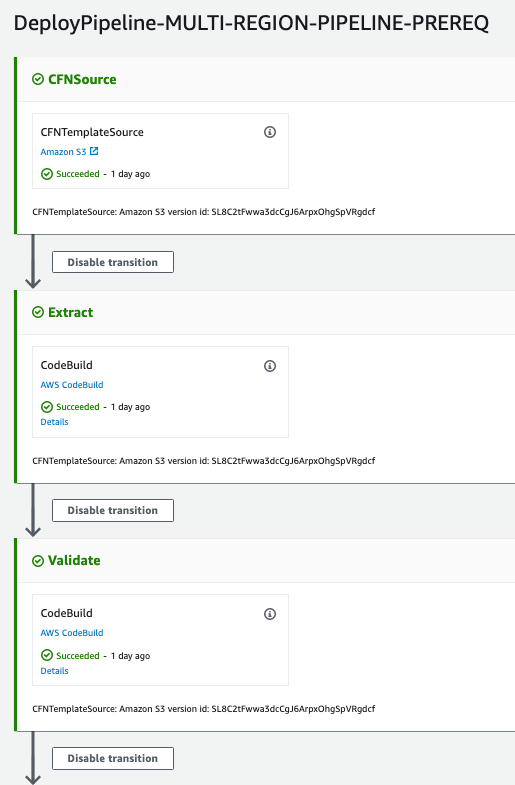 DeployPipeline-MULTI-REGION-PIPELINE-PREREQ
CFNSource
CFNTemplateSource
Amazon S3
Succeeded - 1 day ago
CFNTemplateSource: Amazon S3 version id: SL8C2tFwwa3dcCgJ6ArpxOhgSpVRgdcf
Disable transition
Extract
CodeBuild
AWS CodeBuild
Succeeded - 1 day ago
Details
CFNTemplateSource: Amazon S3 version id: SL8C2tFwwa3dcCgJ6ArpxOhgSpVRgdcf
Disable transition
Validate
CodeBuild
AWS CodeBuild
Succeeded - 1 day ago
Details
CFNTemplateSource: Amazon S3 version id: SL8C2tFwwa3dcCgJ6ArpxOhgSpVRgdcf
Disable transition